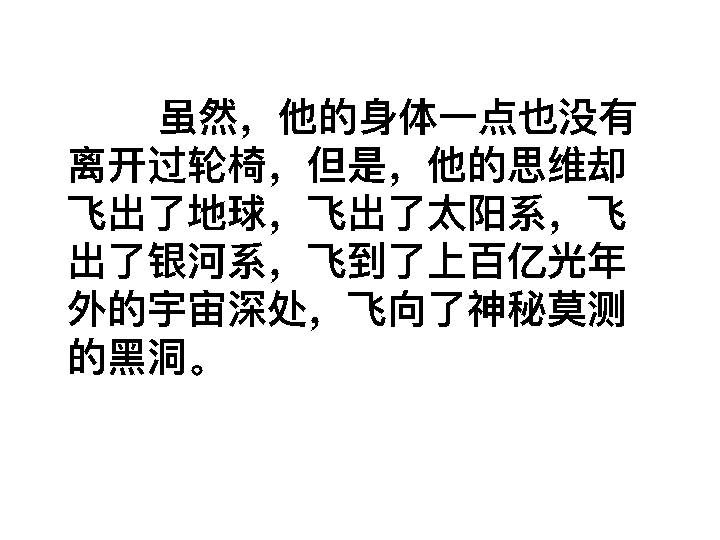 虽然，他的身体一点也没有
离开过轮椅，但是，他的思维却
飞出了地球，飞出了太阳系，飞
出了银河系，飞到了上百亿光年
外的宇宙深处，飞向了神秘莫测
的黑洞。